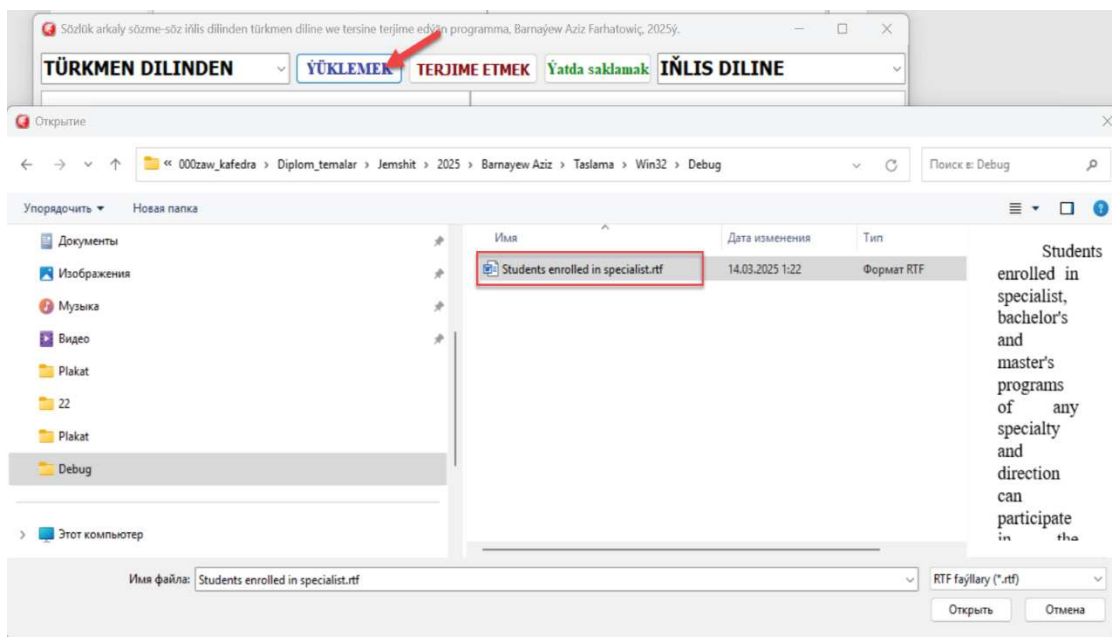 Sözlük arkaly sözme-söz iňlis dilinden türkmen diline we tersine terjime edýän programma, Barnaýew Aziz Farhatowiç, 2025ý.
TÜRKMEN DILINDEN ÝÜKLEMEK TERJIME ETMEK Ýatda saklamak IŇLIS DILINE
Открытие
« 000zaw_kafedra > Diplom_temalar > Jemshit > 2025 > Barnayew Aziz > Taslama > Win32 > Debug Поиск в: Debug
Упорядочить Новая папка
Имя Дата изменения Тип
Документы
Изображения
Музыка
Видео
Plakat
22
Plakat
Debug
Этот компьютер
Students enrolled in specialist.rtf 14.03.2025 1:22 Формат RTF
Students
enrolled in
specialist,
bachelor's
and
master's
programs
of any
specialty
and
direction
can
participate
in the
Имя файла: Students enrolled in specialist.rtf RTF faýllary (*.rtf)
Открыть Отмена